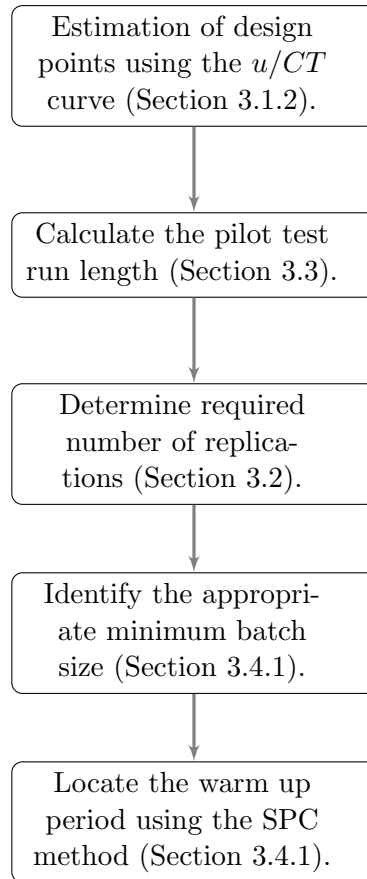 Estimation of design
points using the u/CT
curve (Section 3.1.2).
Calculate the pilot test
run length (Section 3.3).
Determine required
number of replica-
tions (Section 3.2).
Identify the appropri-
ate minimum batch
size (Section 3.4.1).
Locate the warm up
period using the SPC
method (Section 3.4.1).